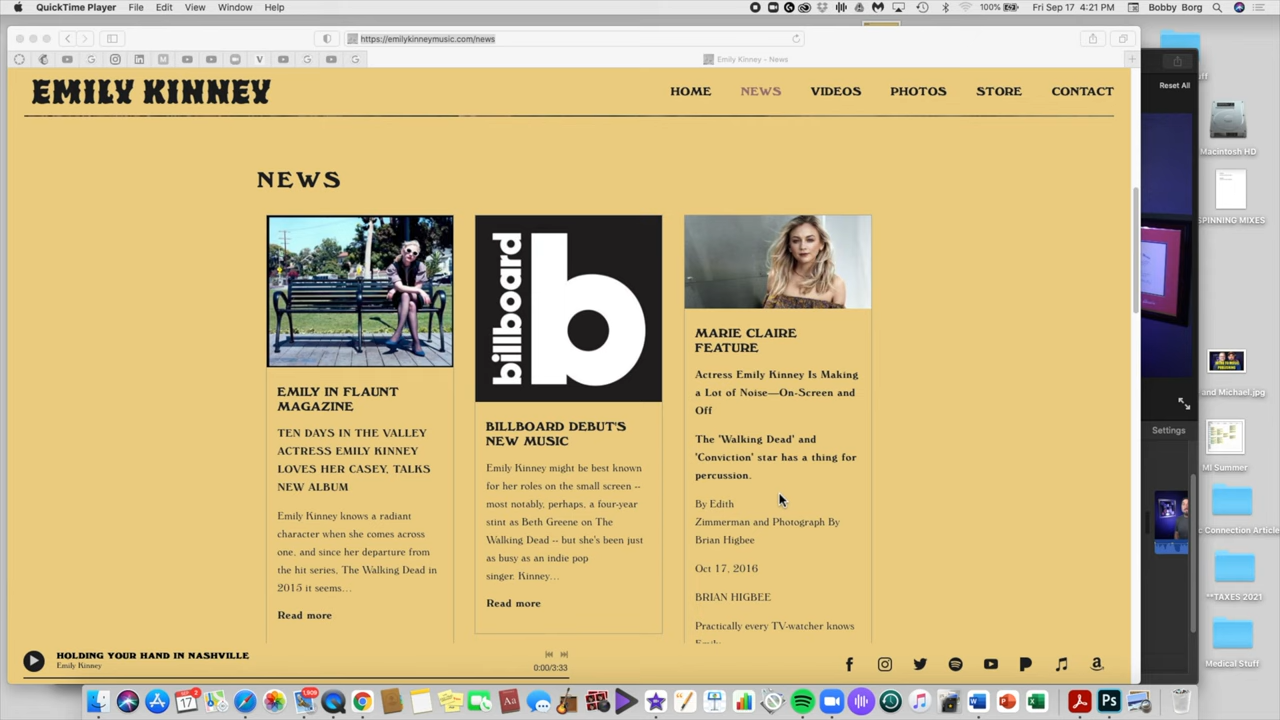 QuickTime Player File Edit View Window Help
100% Fri Sep 17 4:21 PM Bobby Borg
https://emilykinneymusic.com/news
Emily Kinney - News
EMILY KINNEY
HOME NEWS VIDEOS PHOTOS STORE CONTACT
Reset All
Macintosh HD
SPINNING MIXES
and Michael.jpg
Settings
MI Summer
c Connection Article
**TAXES 2021
Medical Stuff
NEWS
EMILY IN FLAUNT
MAGAZINE
TEN DAYS IN THE VALLEY
ACTRESS EMILY KINNEY
LOVES HER CASEY, TALKS
NEW ALBUM
Emily Kinney knows a radiant
character when she comes across
one, and since her departure from
the hit series, The Walking Dead in
2015 it seems…
Read more
billboard
b
BILLBOARD DEBUT'S
NEW MUSIC
Emily Kinney might be best known
for her roles on the small screen --
most notably, perhaps, a four-year
stint as Beth Greene on The
Walking Dead -- but she's been just
as busy as an indie pop
singer. Kinney…
Read more
MARIE CLAIRE
FEATURE
Actress Emily Kinney Is Making
a Lot of Noise—On-Screen and
Off
The 'Walking Dead' and
'Conviction' star has a thing for
percussion.
By Edith
Zimmerman and Photograph By
Brian Higbee
Oct 17, 2016
BRIAN HIGBEE
Practically every TV-watcher knows
HOLDING YOUR HAND IN NASHVILLE
Emily Kinney
0:00/3:33